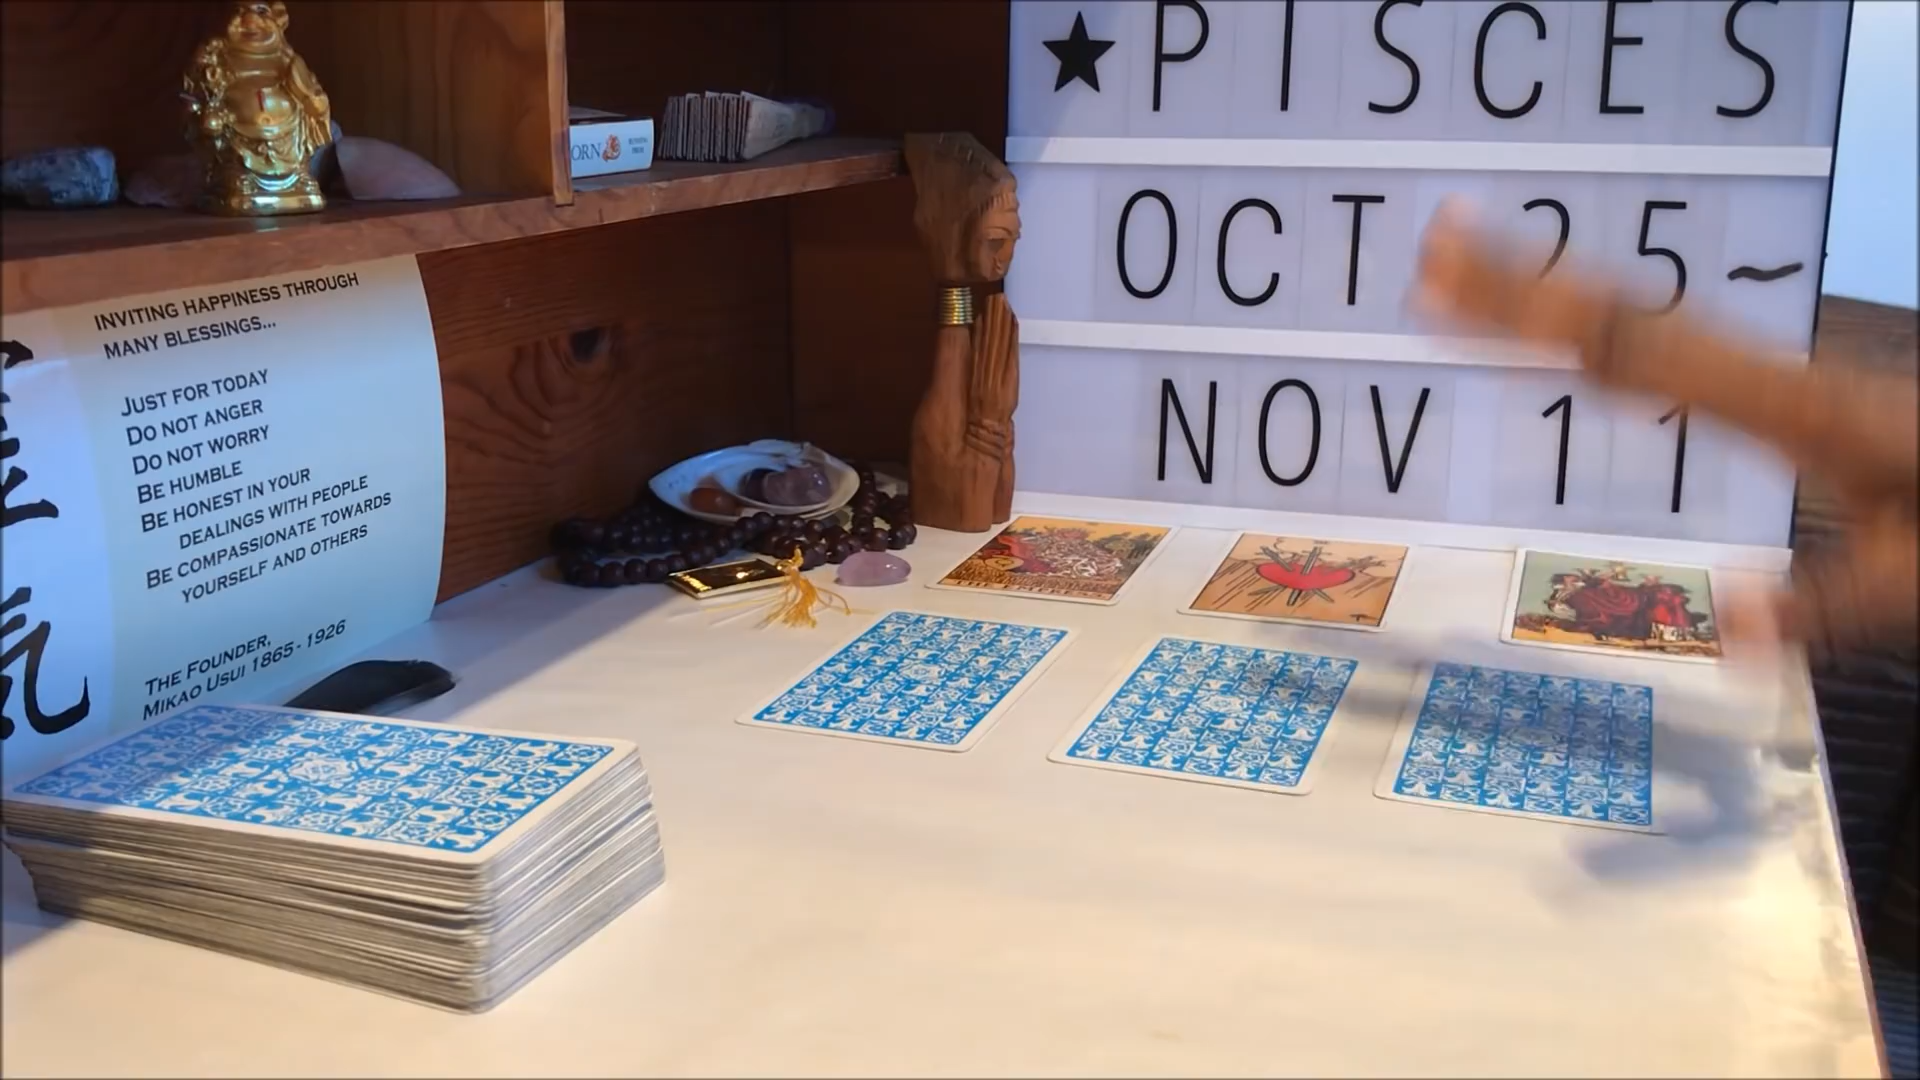 ★PISCES
OCT 25~
NOV 11
ORN
INVITING HAPPINESS THROUGH
MANY BLESSINGS...
JUST FOR TODAY
DO NOT ANGER
DO NOT WORRY
BE HUMBLE
BE HONEST IN YOUR
DEALINGS WITH PEOPLE
BE COMPASSIONATE TOWARDS
YOURSELF AND OTHERS
THE FOUNDER,
MIKAO USUI 1865 - 1926
氣